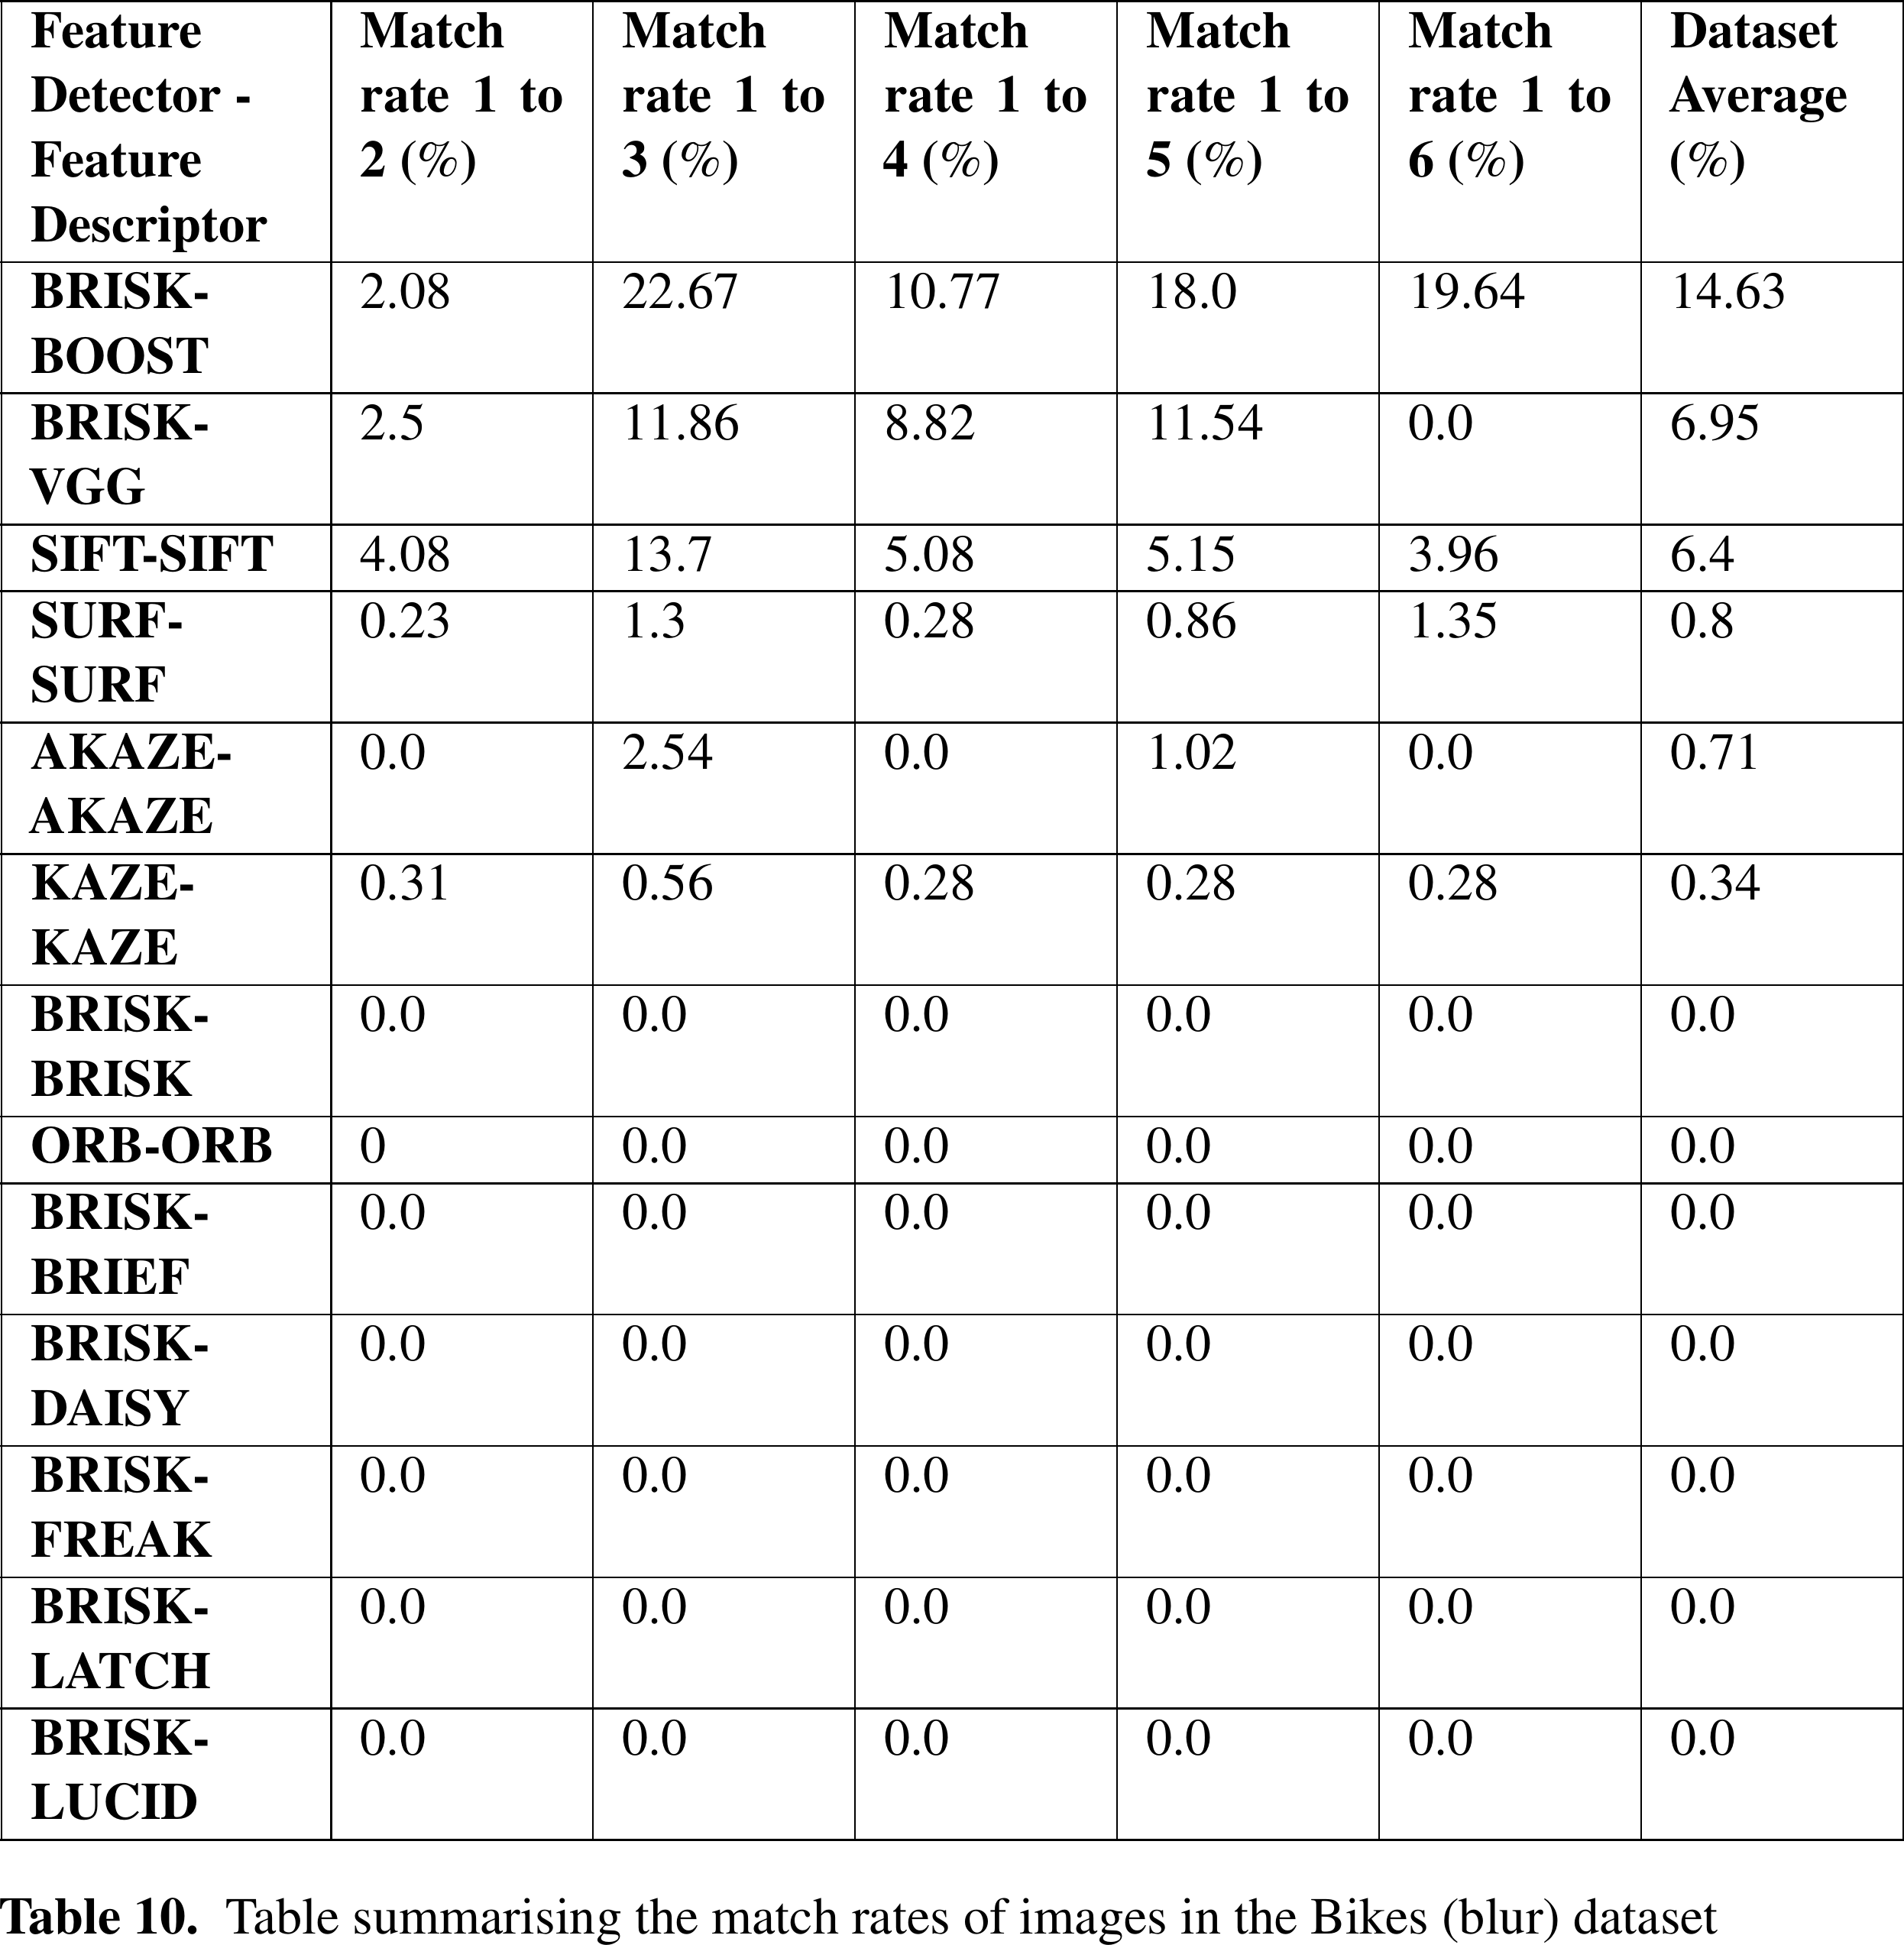 Feature Detector - Feature Descriptor | Match rate 1 to 2 (%) | Match rate 1 to 3 (%) | Match rate 1 to 4 (%) | Match rate 1 to 5 (%) | Match rate 1 to 6 (%) | Dataset Average (%)
BRISK-BOOST | 2.08 | 22.67 | 10.77 | 18.0 | 19.64 | 14.63
BRISK-VGG | 2.5 | 11.86 | 8.82 | 11.54 | 0.0 | 6.95
SIFT-SIFT | 4.08 | 13.7 | 5.08 | 5.15 | 3.96 | 6.4
SURF-SURF | 0.23 | 1.3 | 0.28 | 0.86 | 1.35 | 0.8
AKAZE-AKAZE | 0.0 | 2.54 | 0.0 | 1.02 | 0.0 | 0.71
KAZE-KAZE | 0.31 | 0.56 | 0.28 | 0.28 | 0.28 | 0.34
BRISK-BRISK | 0.0 | 0.0 | 0.0 | 0.0 | 0.0 | 0.0
ORB-ORB | 0 | 0.0 | 0.0 | 0.0 | 0.0 | 0.0
BRISK-BRIEF | 0.0 | 0.0 | 0.0 | 0.0 | 0.0 | 0.0
BRISK-DAISY | 0.0 | 0.0 | 0.0 | 0.0 | 0.0 | 0.0
BRISK-FREAK | 0.0 | 0.0 | 0.0 | 0.0 | 0.0 | 0.0
BRISK-LATCH | 0.0 | 0.0 | 0.0 | 0.0 | 0.0 | 0.0
BRISK-LUCID | 0.0 | 0.0 | 0.0 | 0.0 | 0.0 | 0.0
Table 10. Table summarising the match rates of images in the Bikes (blur) dataset